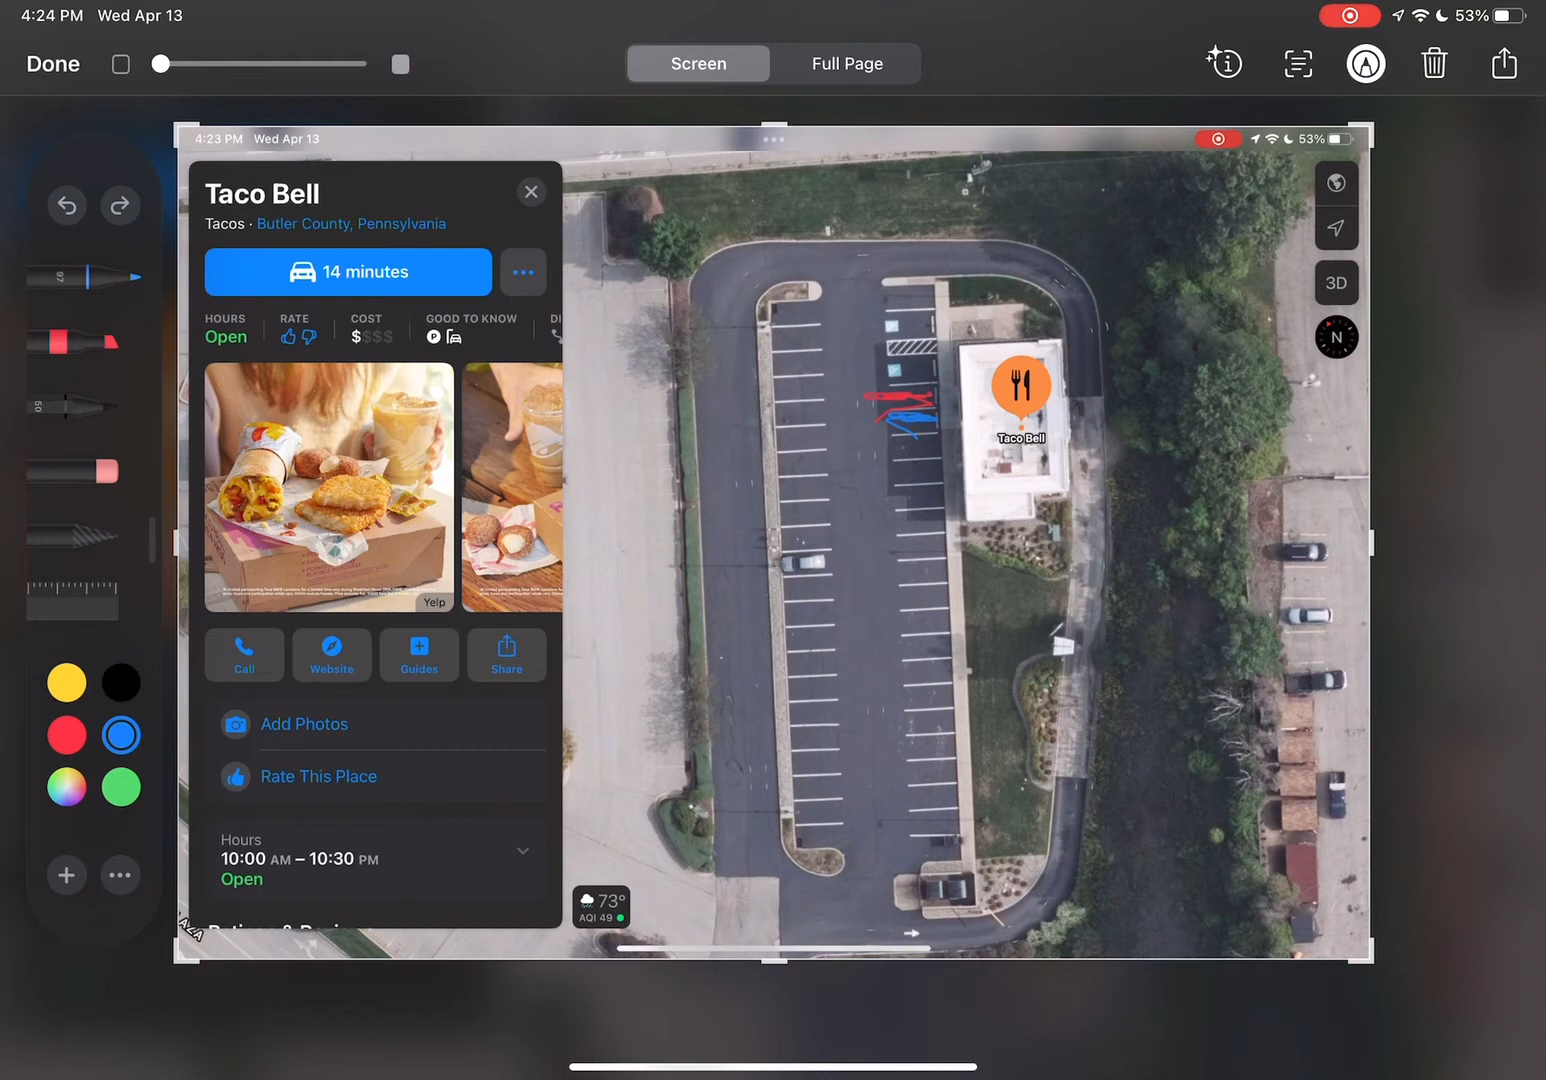 4:24 PM Wed Apr 13
53%
Done
Screen
Full Page
4:23 PM Wed Apr 13
53%
Taco Bell
Tacos · Butler County, Pennsylvania
14 minutes
HOURS
Open
RATE
COST
$$$$
GOOD TO KNOW
P
DI
Yelp
Call
Website
Guides
Share
Add Photos
Rate This Place
Hours
10:00 AM – 10:30 PM
Open
3D
N
Taco Bell
73°
AQI 49
97
50